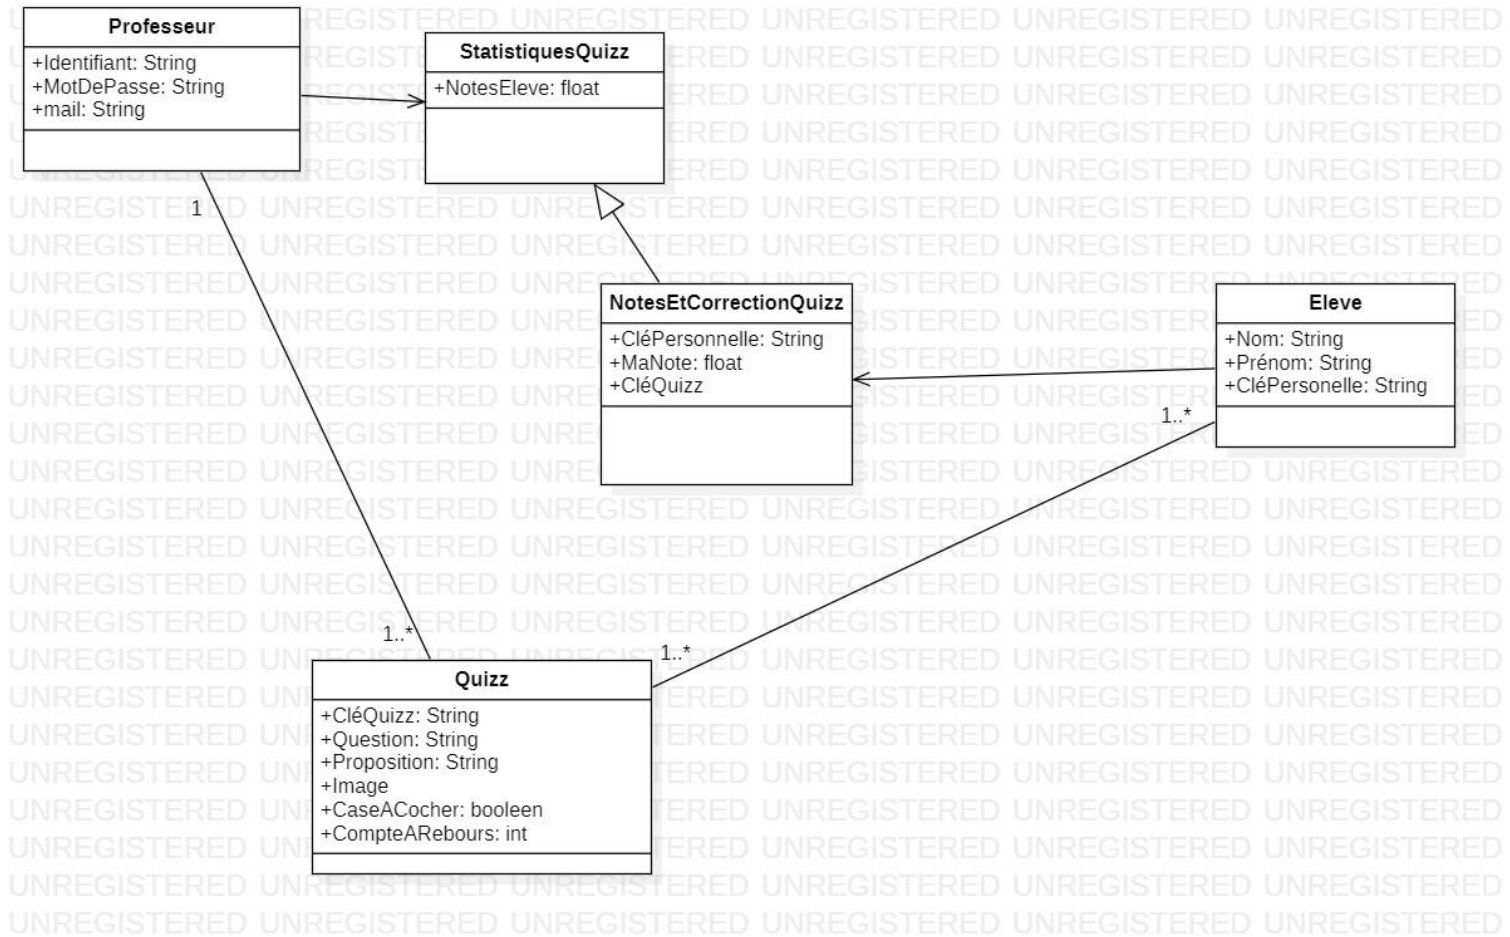 Professeur
+Identifiant: String
+MotDePasse: String
+mail: String
StatistiquesQuizz
+NotesEleve: float
1
NotesEtCorrectionQuizz
+CléPersonnelle: String
+MaNote: float
+CléQuizz
Eleve
+Nom: String
+Prénom: String
+CléPersonelle: String
1..*
1..*
1..*
Quizz
+CléQuizz: String
+Question: String
+Proposition: String
+Image
+CaseACocher: booleen
+CompteARebours: int
UNREGISTERED UNREGISTERED UNREGISTERED UNREGISTERED UNREGISTERED UNREGISTERED